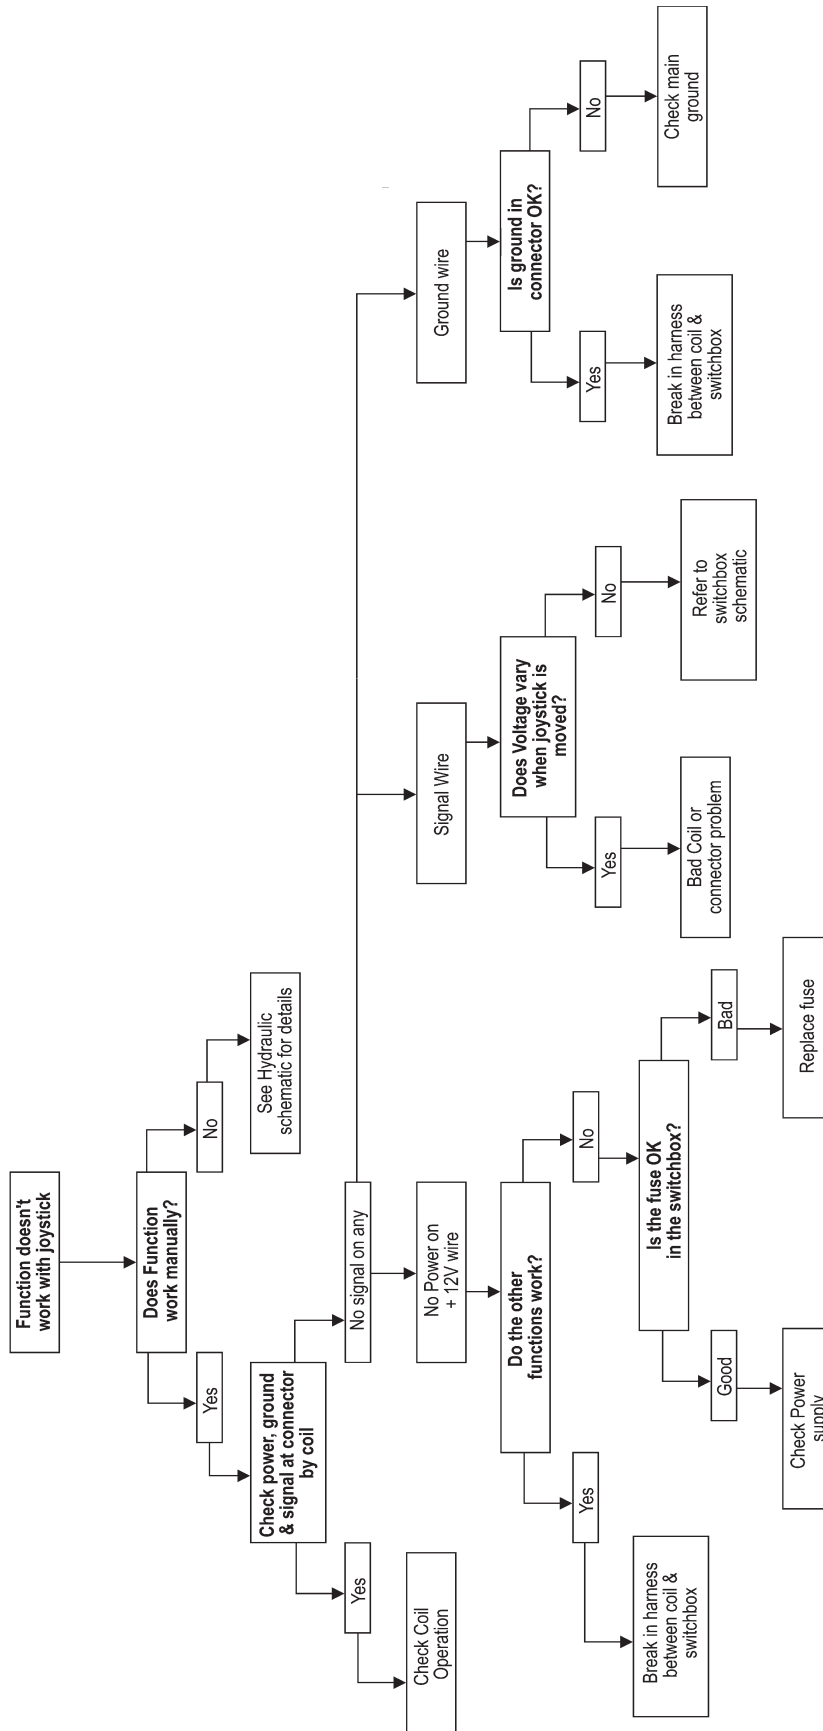 Function doesn't
work with joystick
Does Function
work manually?
Yes
No
See Hydraulic
schematic for details
Check power, ground
& signal at connector
by coil
Yes
Check Coil
Operation
No signal on any
No Power on
+ 12V wire
Do the other
functions work?
Yes
Break in harness
between coil &
switchbox
No
Is the fuse OK
in the switchbox?
Good
Check Power
supply
Bad
Replace fuse
Signal Wire
Does Voltage vary
when joystick is
moved?
Yes
Bad Coil or
connector problem
No
Refer to
switchbox
schematic
Ground wire
Is ground in
connector OK?
Yes
Break in harness
between coil &
switchbox
No
Check main
ground